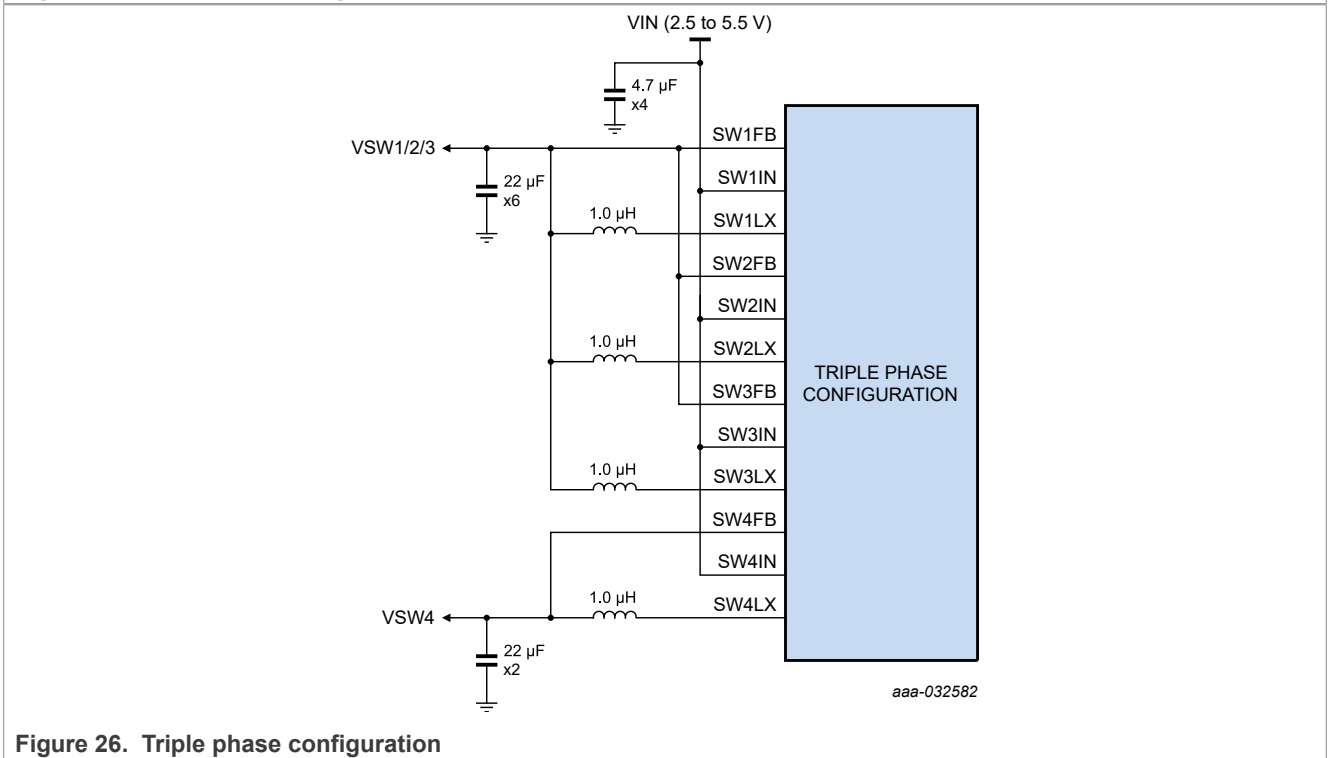 VIN (2.5 to 5.5 V)
4.7 µF
x4
SW1FB
VSW1/2/3
22 µF
x6
SW1IN
1.0 µH
SW1LX
SW2FB
SW2IN
1.0 µH
SW2LX
TRIPLE PHASE
CONFIGURATION
SW3FB
SW3IN
1.0 µH
SW3LX
SW4FB
SW4IN
1.0 µH
SW4LX
VSW4
22 µF
x2
aaa-032582
Figure 26. Triple phase configuration